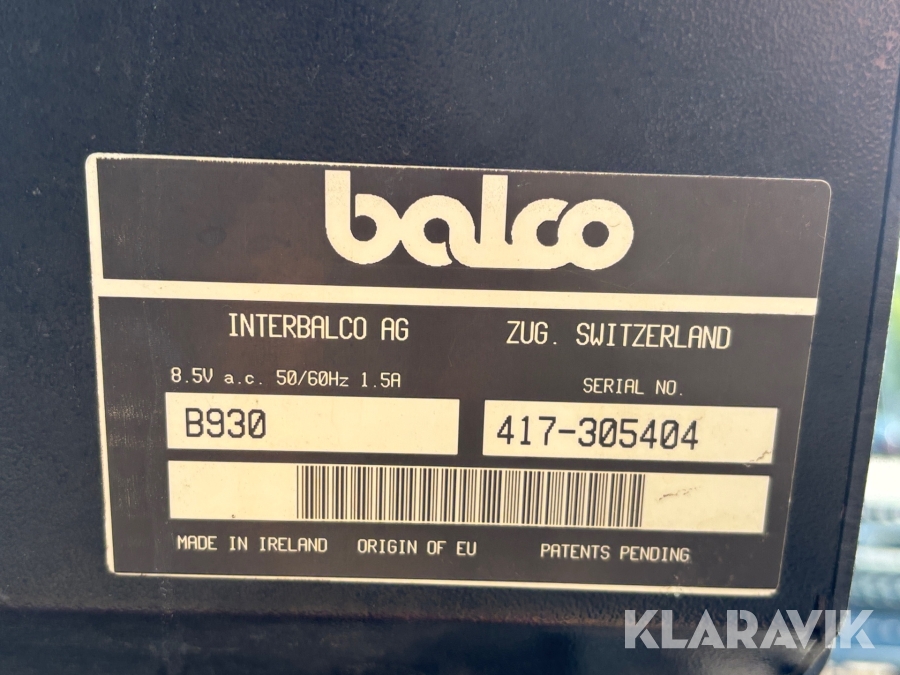 balco
INTERBALCO AG ZUG. SWITZERLAND
8.5V a.c. 50/60Hz 1.5A SERIAL NO.
B930 417-305404
MADE IN IRELAND ORIGIN OF EU PATENTS PENDING
KLARAVIK